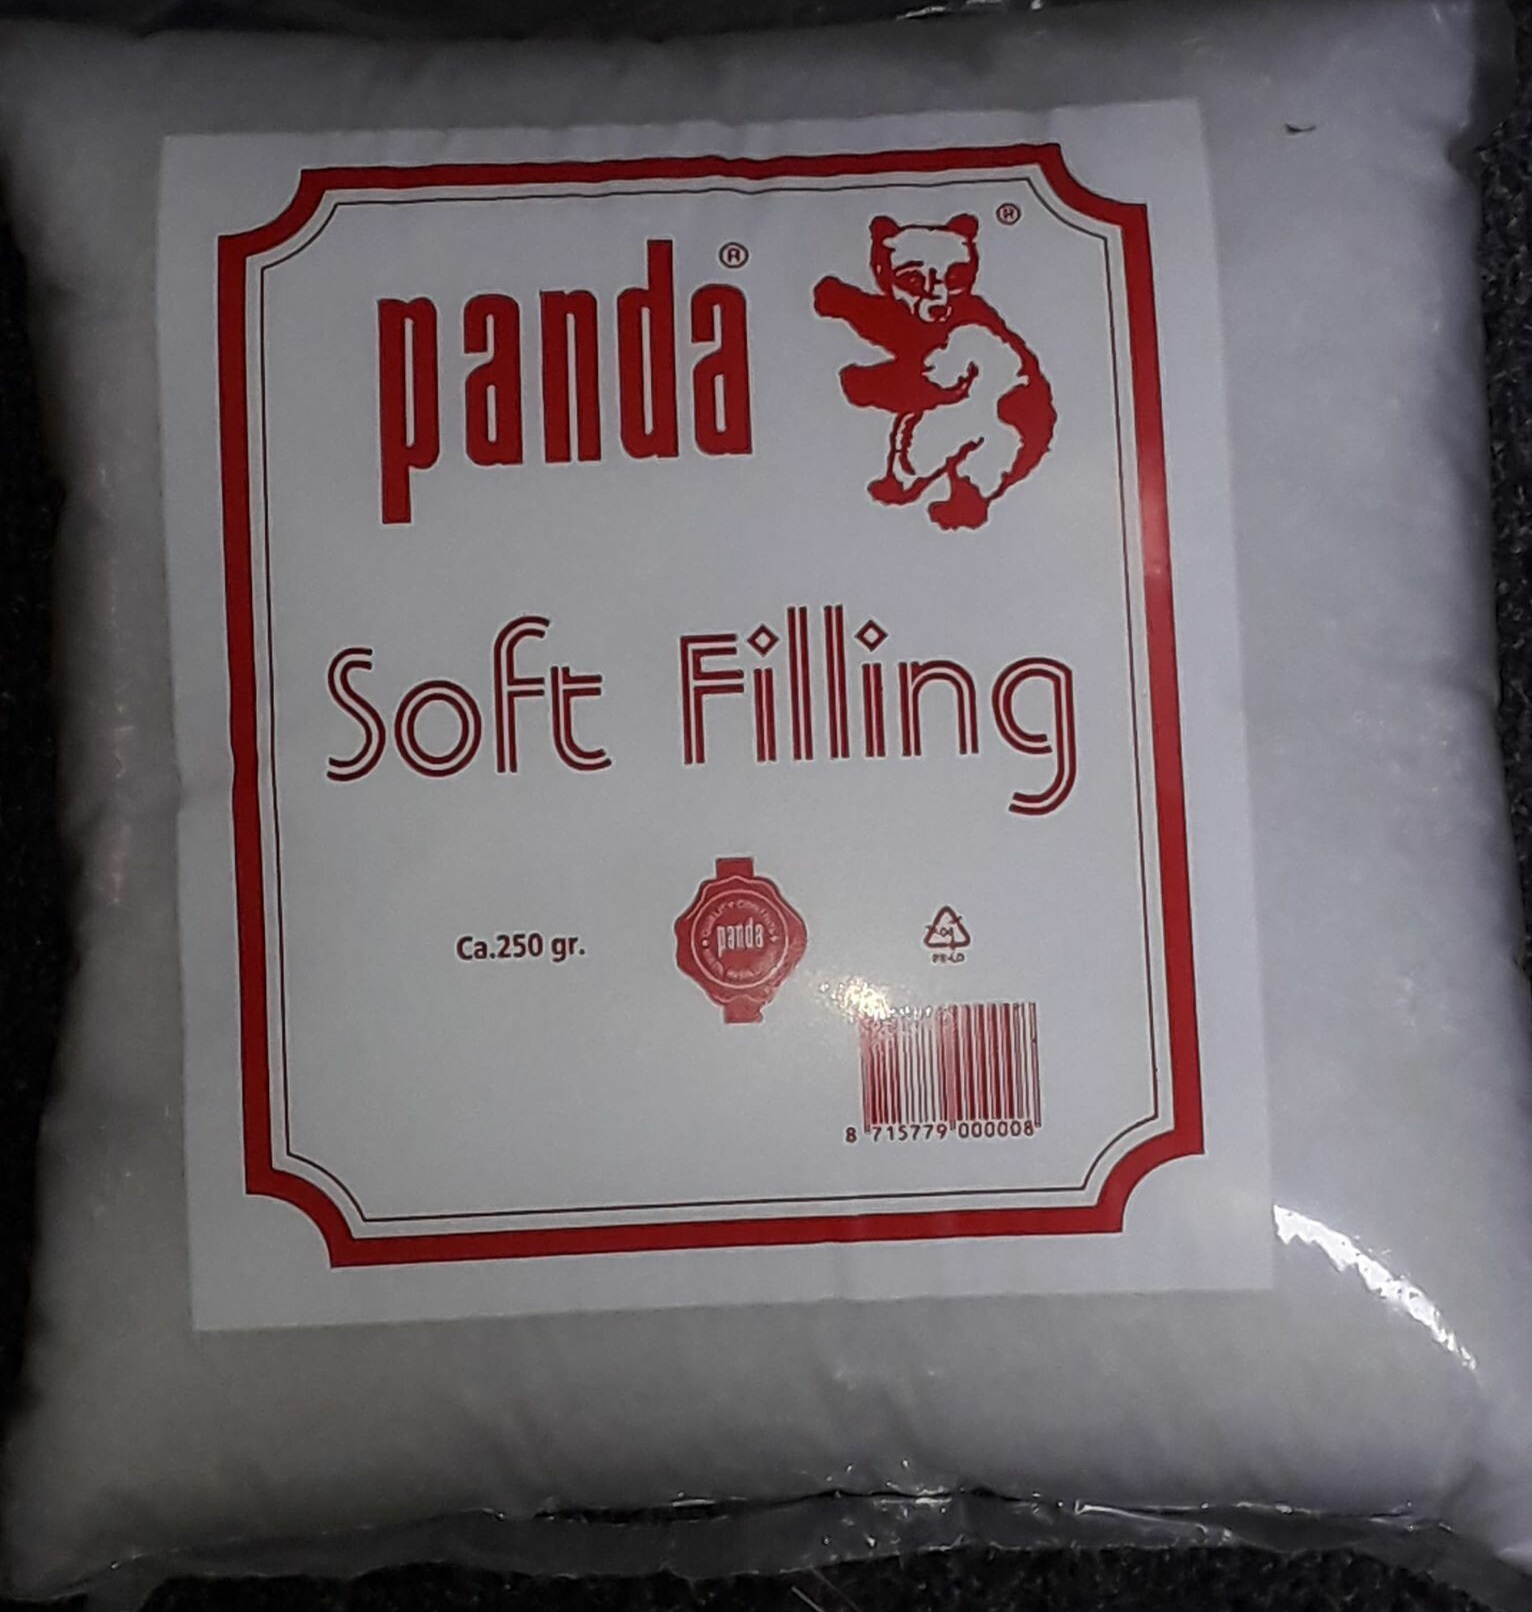 panda®
®
Soft Filling
Ca.250 gr.
panda
PE-LD
8 715779 000008